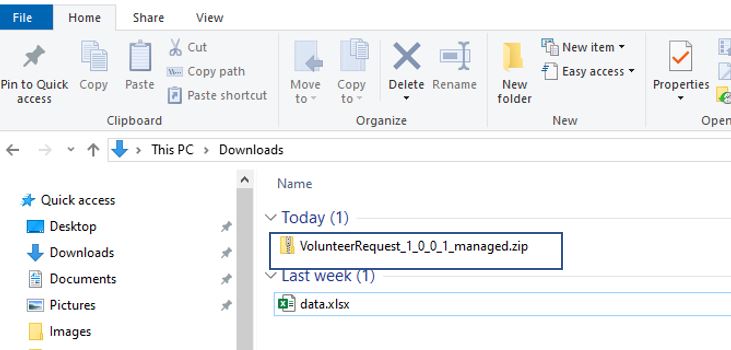 File Home Share View
Pin to Quick access
Copy
Paste
Cut
Copy path
Paste shortcut
Clipboard
Move to
Copy to
Delete
Rename
Organize
New folder
New item
Easy access
New
Properties
Open
This PC Downloads
Quick access
Desktop
Downloads
Documents
Pictures
Images
Name
Today (1)
VolunteerRequest_1_0_0_1_managed.zip
Last week (1)
data.xlsx